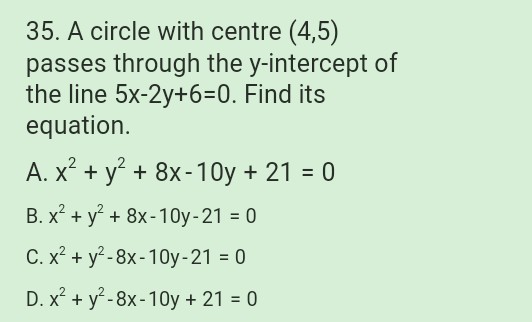 35. A circle with centre (4,5)
passes through the y-intercept of
the line 5x-2y+6=0. Find its
equation.
A. x² + y² + 8x-10y + 21 = 0
B. x² + y² + 8x-10y-21 = 0
C. x² + y²-8x-10y-21 = 0
D. x² + y²-8x-10y + 21 = 0